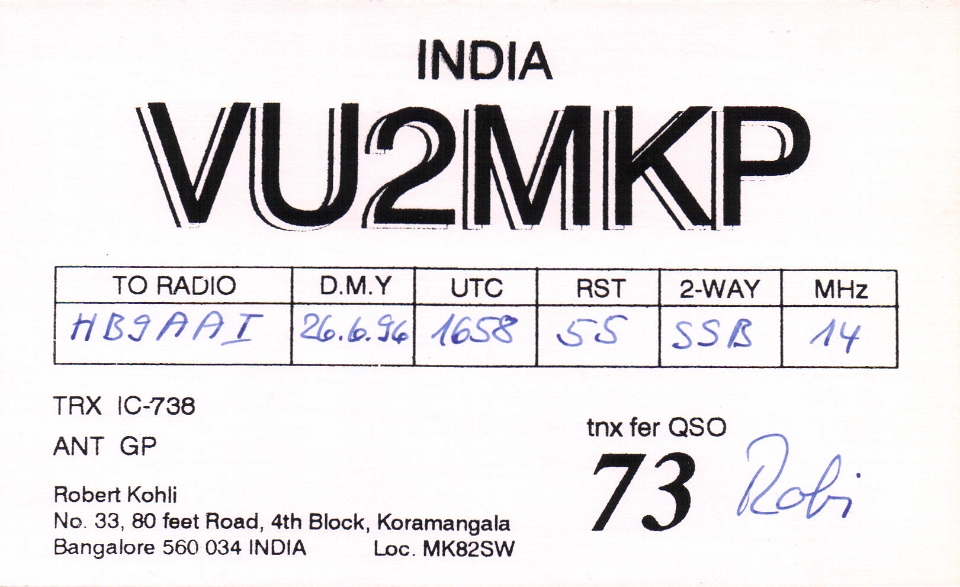 INDIA
VU2MKP
TO RADIO D.M.Y UTC RST 2-WAY MHz
HB9AAI 26.6.96 1658 55 SSB 14
TRX IC-738
ANT GP
tnx fer QSO
73 Robi
Robert Kohli
No. 33, 80 feet Road, 4th Block, Koramangala
Bangalore 560 034 INDIA Loc. MK82SW